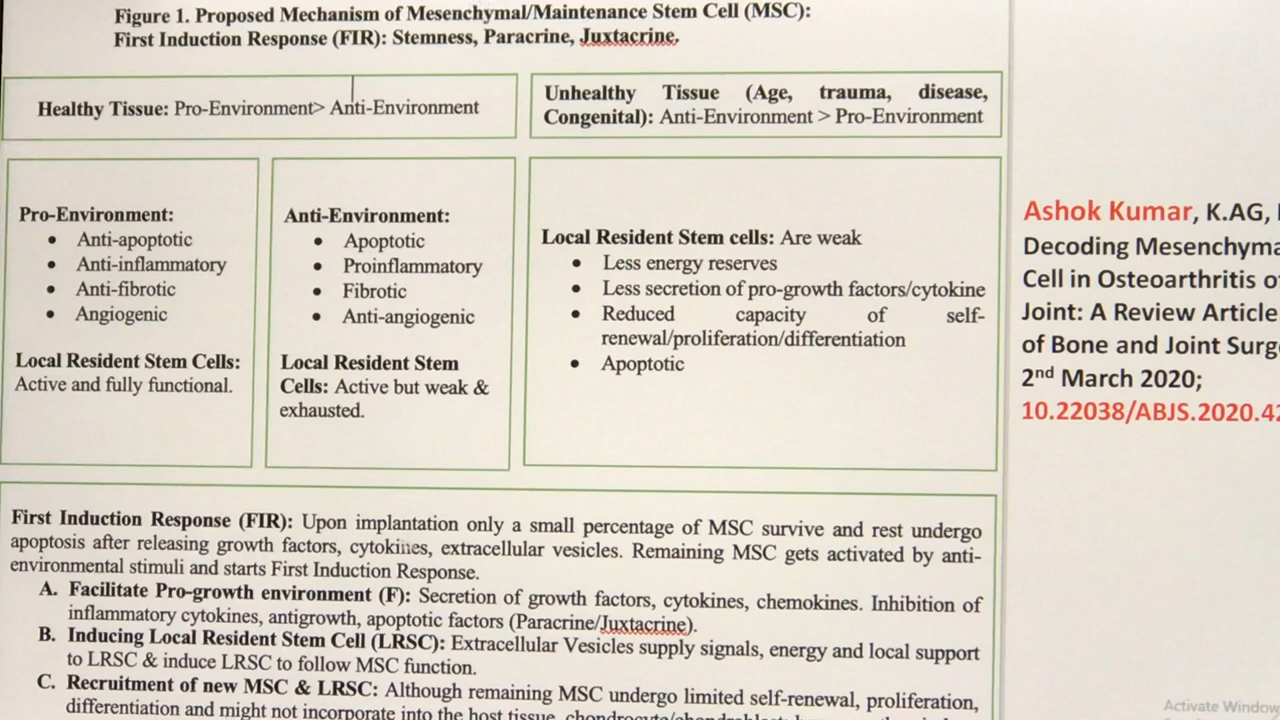 Figure 1. Proposed Mechanism of Mesenchymal/Maintenance Stem Cell (MSC):
First Induction Response (FIR): Stemness, Paracrine, Juxtacrine.
Healthy Tissue: Pro-Environment> Anti-Environment
Unhealthy Tissue (Age, trauma, disease,
Congenital): Anti-Environment > Pro-Environment
Pro-Environment:
• Anti-apoptotic
• Anti-inflammatory
• Anti-fibrotic
• Angiogenic
Local Resident Stem Cells:
Active and fully functional.
Anti-Environment:
• Apoptotic
• Proinflammatory
• Fibrotic
• Anti-angiogenic
Local Resident Stem
Cells: Active but weak &
exhausted.
Local Resident Stem cells: Are weak
• Less energy reserves
• Less secretion of pro-growth factors/cytokine
• Reduced capacity of self-
renewal/proliferation/differentiation
• Apoptotic
First Induction Response (FIR): Upon implantation only a small percentage of MSC survive and rest undergo
apoptosis after releasing growth factors, cytokines, extracellular vesicles. Remaining MSC gets activated by anti-
environmental stimuli and starts First Induction Response.
A. Facilitate Pro-growth environment (F): Secretion of growth factors, cytokines, chemokines. Inhibition of
inflammatory cytokines, antigrowth, apoptotic factors (Paracrine/Juxtacrine).
B. Inducing Local Resident Stem Cell (LRSC): Extracellular Vesicles supply signals, energy and local support
to LRSC & induce LRSC to follow MSC function.
C. Recruitment of new MSC & LRSC: Although remaining MSC undergo limited self-renewal, proliferation,
differentiation and might not incorporate into the host tissue,
Ashok Kumar, K.AG,
Decoding Mesenchyma
Cell in Osteoarthritis o
Joint: A Review Article
of Bone and Joint Surg
2nd March 2020;
10.22038/ABJS.2020.42
Activate Window